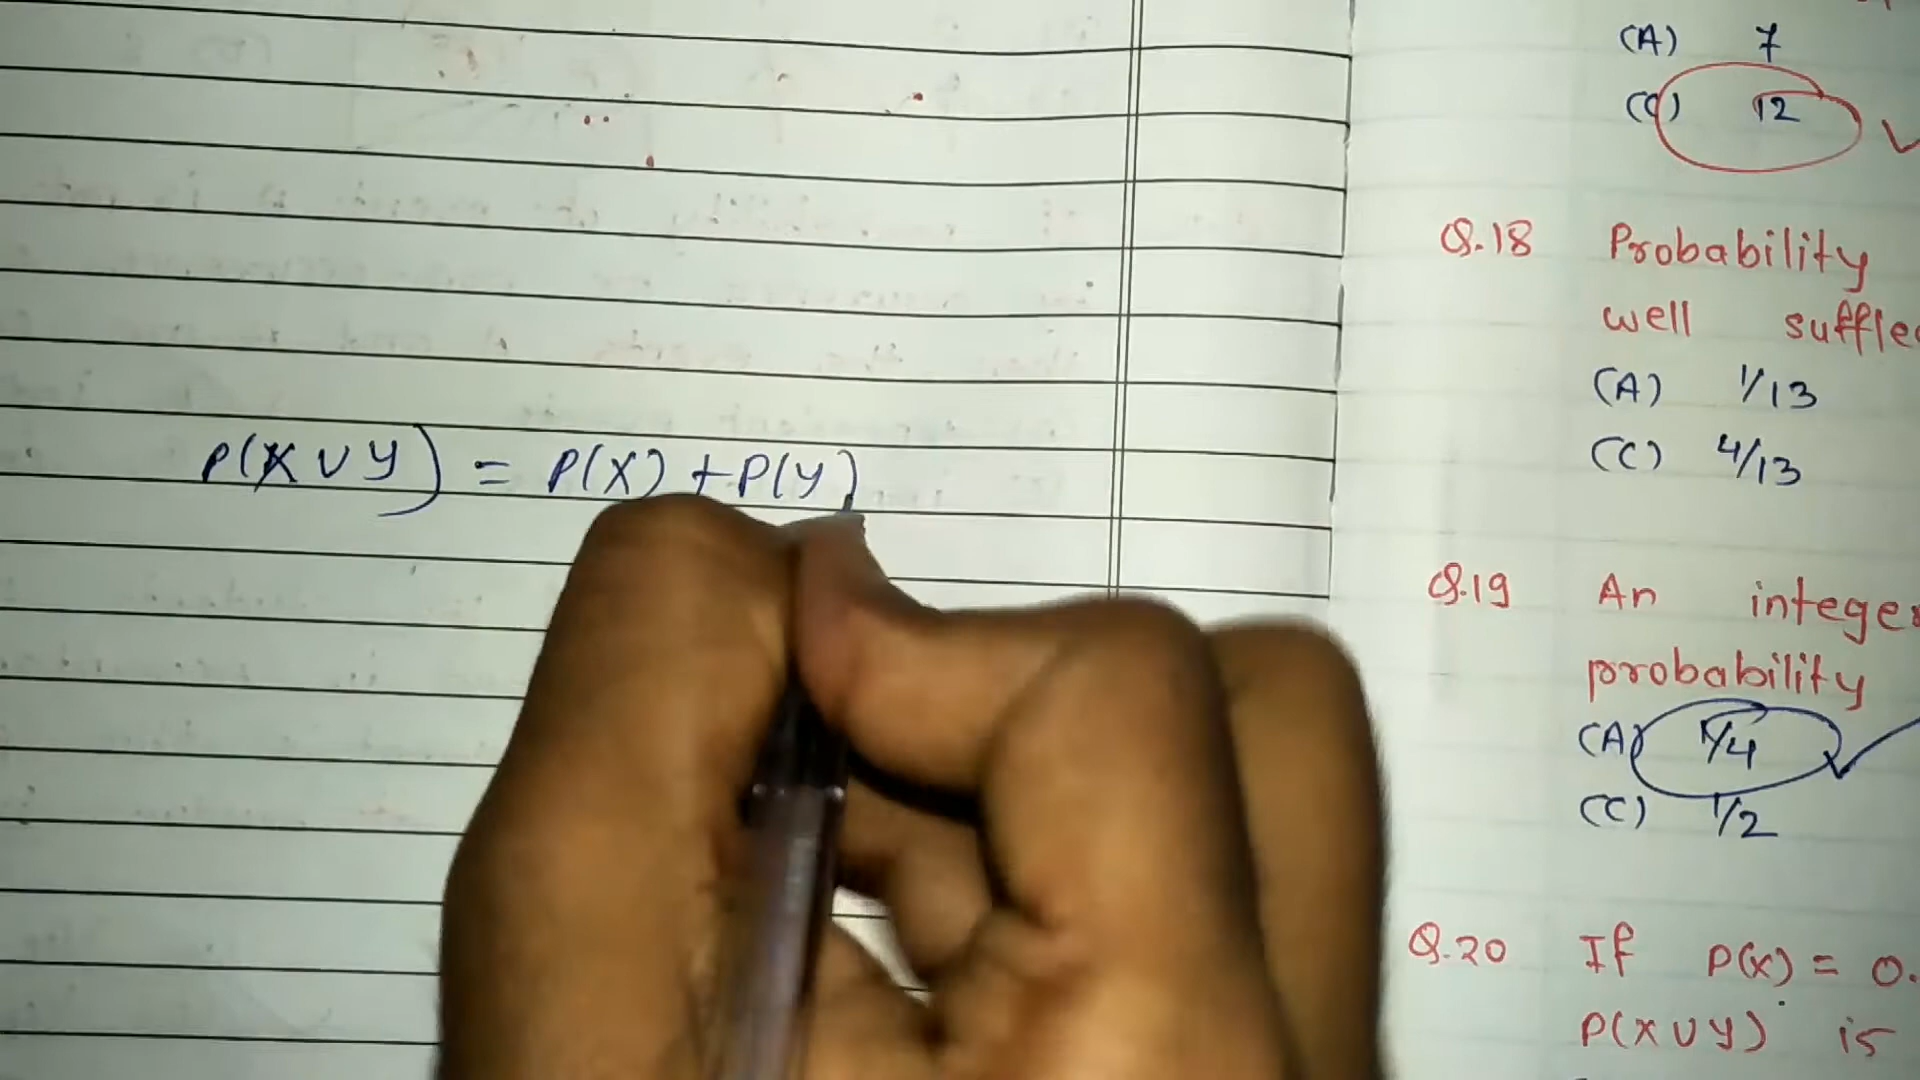 P(X∪Y) = P(X) + P(Y)
(A) 7
(C) 12
Q.18 Probability
well suffle
(A) 1/13
(C) 4/13
Q.19 An intege
probability
(A) 1/4
(C) 1/2
Q.20 If P(X) = 0.
P(X∪Y) is